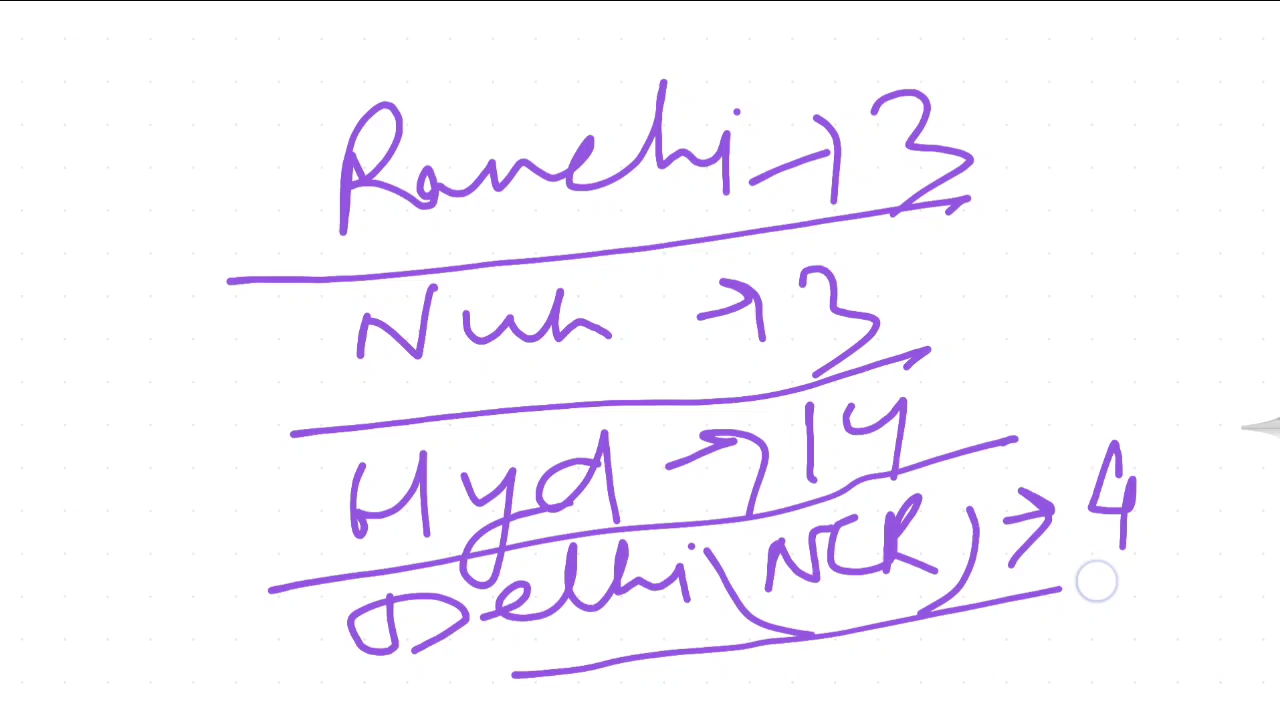 Ranchi → 3
Nuh → 3
Hyd → 14
Delhi (NCR) → 4